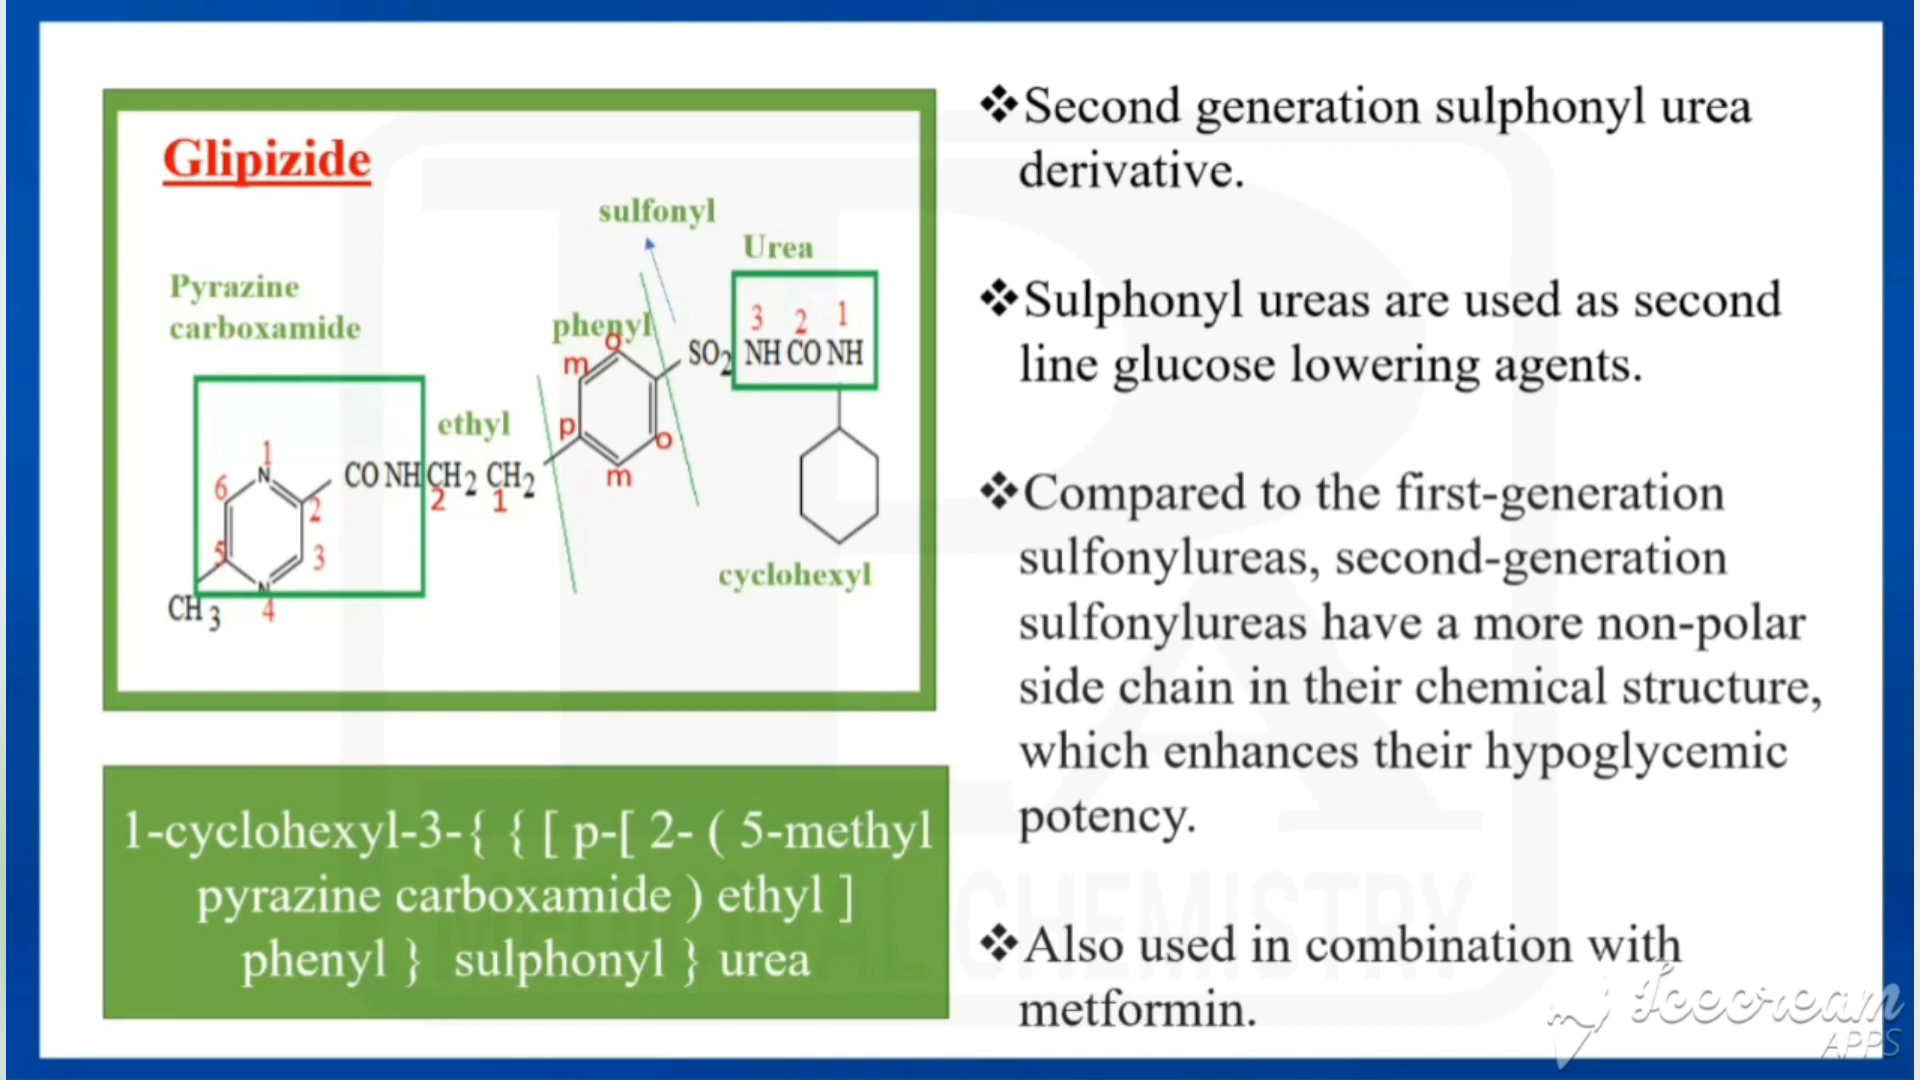 Glipizide
sulfonyl
Urea
Pyrazine
carboxamide
phenyl
3 2 1
SO2 NH CO NH
o
m
p
o
m
ethyl
CO NH CH2 CH2
2 1
1
N
6
2
5
3
N
4
CH3
cyclohexyl
1-cyclohexyl-3-{ { [ p-[ 2- ( 5-methyl
pyrazine carboxamide ) ethyl ]
phenyl } sulphonyl } urea
❖Second generation sulphonyl urea
derivative.
❖Sulphonyl ureas are used as second
line glucose lowering agents.
❖Compared to the first-generation
sulfonylureas, second-generation
sulfonylureas have a more non-polar
side chain in their chemical structure,
which enhances their hypoglycemic
potency.
❖Also used in combination with
metformin.
MEDICINAL CHEMISTRY
Icecream
APPS